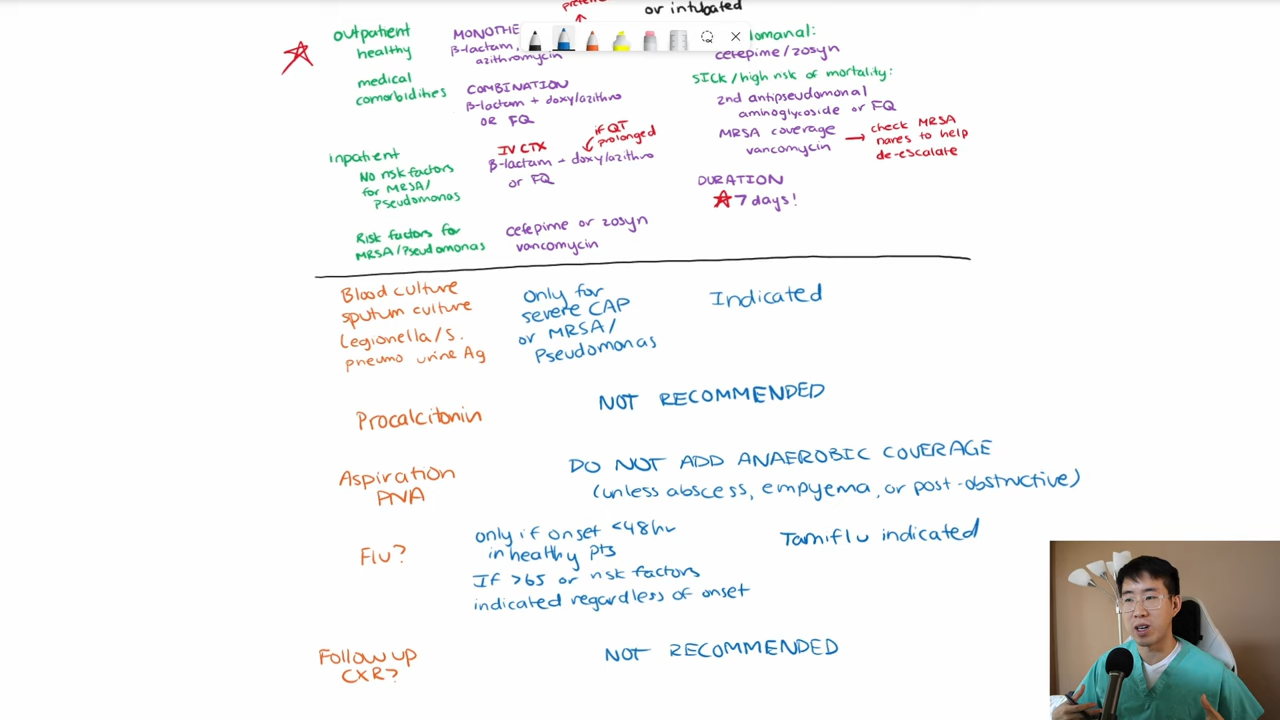 or intubated
outpatient
healthy
β-lactam,
azithromycin
medical
comorbidities
COMBINATION
β-lactam + doxy/azithro
OR FQ
inpatient
No risk factors
for MRSA/
Pseudomonas
IV CTX
if QT
prolonged
β-lactam + doxy/azithro
or FQ
Risk factors for
MRSA/Pseudomonas
cefepime or zosyn
vancomycin
cefepime/zosyn
SICK/high risk of mortality:
2nd antipseudomonal
aminoglycoside or FQ
MRSA coverage
vancomycin
→ check MRSA
nares to help
de-escalate
DURATION
7 days!
Blood culture
sputum culture
Legionella/S.
pneumo urine Ag
Only for
severe CAP
or MRSA/
Pseudomonas
Indicated
Procalcitonin
NOT RECOMMENDED
Aspiration
PNA
DO NOT ADD ANAEROBIC COVERAGE
(unless abscess, empyema, or post-obstructive)
Flu?
only if onset <48hr
in healthy pts
If >65 or risk factors
indicated regardless of onset
Tamiflu indicated
Follow up
CXR?
NOT RECOMMENDED